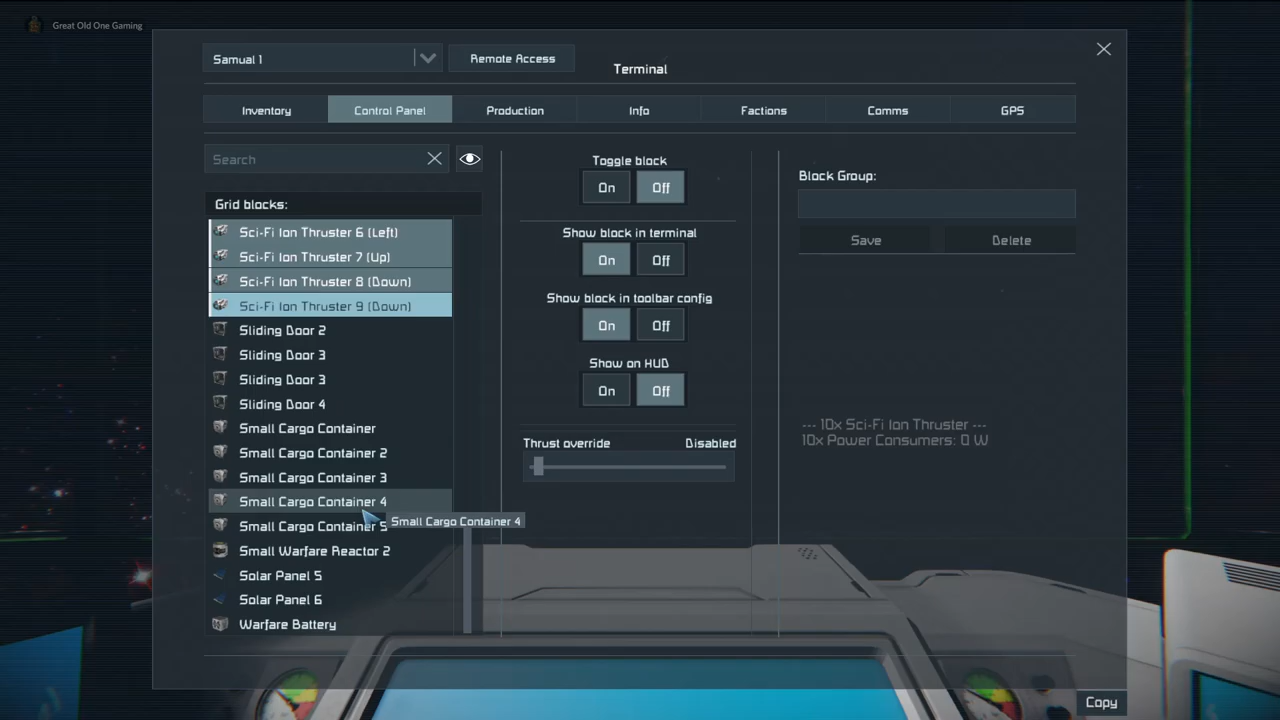 Great Old One Gaming
Samual 1
Remote Access
Terminal
Inventory
Control Panel
Production
Info
Factions
Comms
GPS
Search
Grid blocks:
Sci-Fi Ion Thruster 6 (Left)
Sci-Fi Ion Thruster 7 (Up)
Sci-Fi Ion Thruster 8 (Down)
Sci-Fi Ion Thruster 9 (Down)
Sliding Door 2
Sliding Door 3
Sliding Door 3
Sliding Door 4
Small Cargo Container
Small Cargo Container 2
Small Cargo Container 3
Small Cargo Container 4
Small Cargo Container 4
Small Cargo Container 5
Small Warfare Reactor 2
Solar Panel 5
Solar Panel 6
Warfare Battery
Toggle block
On Off
Show block in terminal
On Off
Show block in toolbar config
On Off
Show on HUD
On Off
Thrust override Disabled
Block Group:
Save Delete
--- 10x Sci-Fi Ion Thruster ---
10x Power Consumers: 0 W
Copy